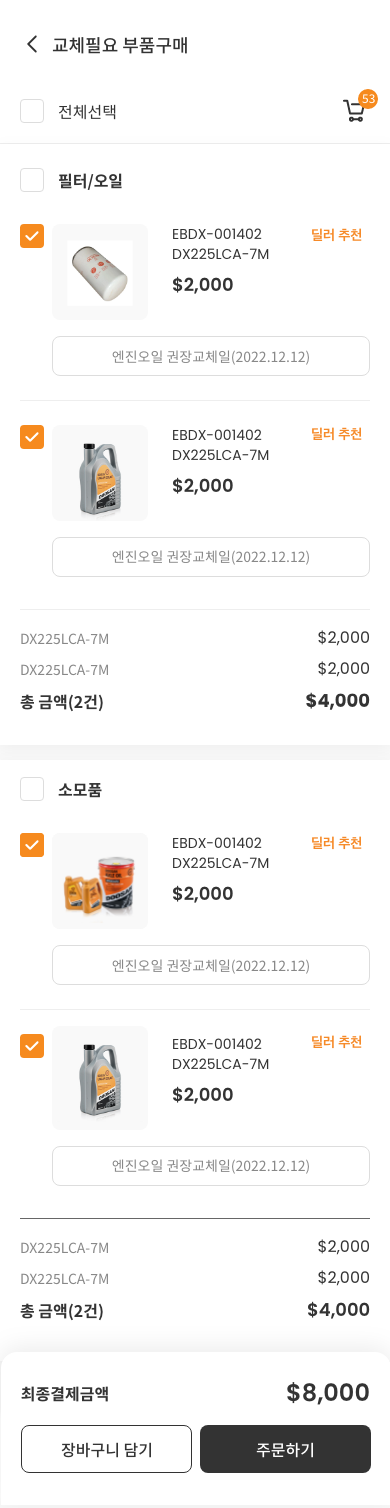 교체필요 부품구매
전체선택
53
필터/오일
EBDX-001402
딜러 추천
DX225LCA-7M
$2,000
엔진오일 권장교체일(2022.12.12)
EBDX-001402
딜러 추천
DX225LCA-7M
$2,000
엔진오일 권장교체일(2022.12.12)
DX225LCA-7M $2,000
DX225LCA-7M $2,000
총 금액(2건) $4,000
소모품
EBDX-001402
딜러 추천
DX225LCA-7M
$2,000
엔진오일 권장교체일(2022.12.12)
EBDX-001402
딜러 추천
DX225LCA-7M
$2,000
엔진오일 권장교체일(2022.12.12)
DX225LCA-7M $2,000
DX225LCA-7M $2,000
총 금액(2건) $4,000
최종결제금액 $8,000
장바구니 담기 주문하기